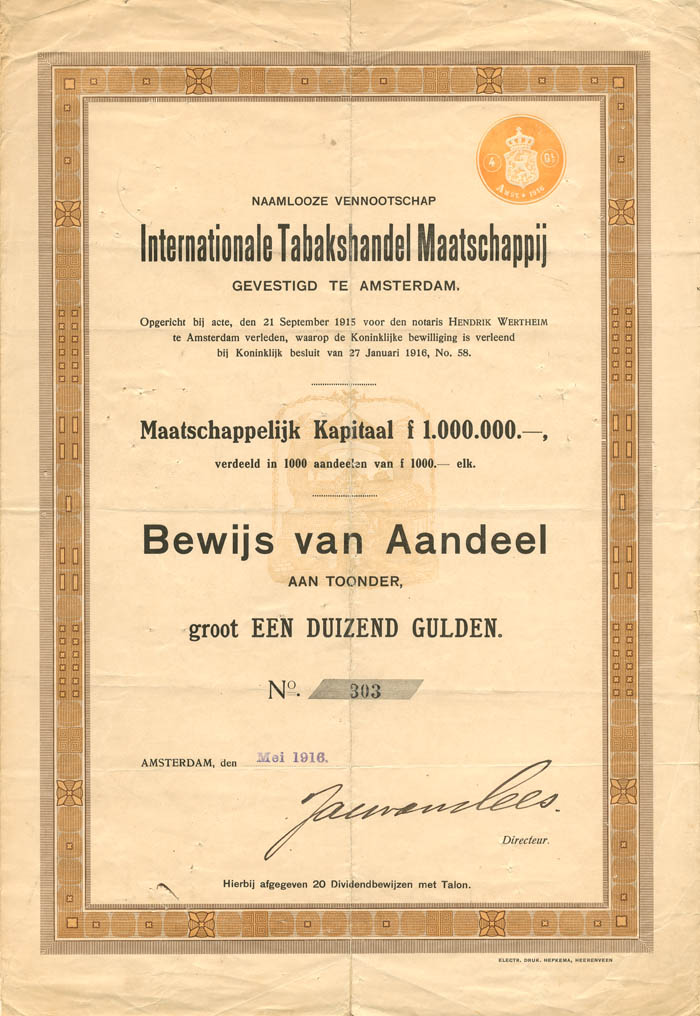 4
Gl.
AMST. * 1916
NAAMLOOZE VENNOOTSCHAP
Internationale Tabakshandel Maatschappij
GEVESTIGD TE AMSTERDAM.
Opgericht bij acte, den 21 September 1915 voor den notaris HENDRIK WERTHEIM
te Amsterdam verleden, waarop de Koninklijke bewilliging is verleend
bij Koninklijk besluit van 27 Januari 1916, No. 58.
Maatschappelijk Kapitaal f 1.000.000.—,
verdeeld in 1000 aandeelen van f 1000.— elk.
Bewijs van Aandeel
AAN TOONDER,
groot EEN DUIZEND GULDEN.
No. 303
AMSTERDAM, den Mei 1916.
Directeur.
Hierbij afgegeven 20 Dividendbewijzen met Talon.
ELECTR. DRUK. HEPKEMA, HEERENVEEN